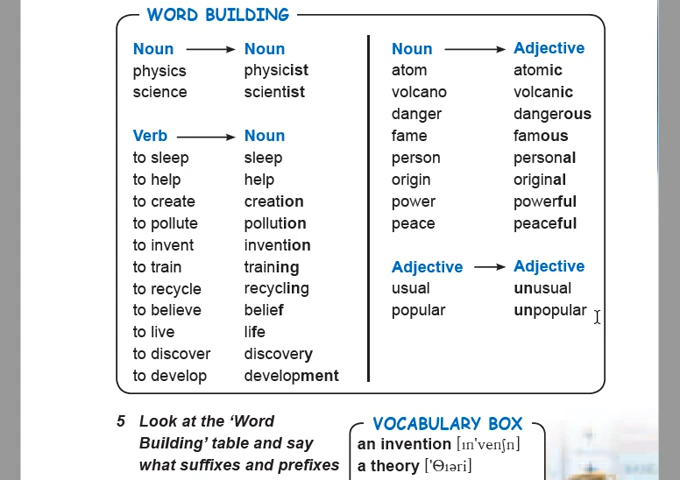 WORD BUILDING
Noun → Noun
physics physicist
science scientist
Verb → Noun
to sleep sleep
to help help
to create creation
to pollute pollution
to invent invention
to train training
to recycle recycling
to believe belief
to live life
to discover discovery
to develop development
Noun → Adjective
atom atomic
volcano volcanic
danger dangerous
fame famous
person personal
origin original
power powerful
peace peaceful
Adjective → Adjective
usual unusual
popular unpopular
5 Look at the ‘Word
Building’ table and say
what suffixes and prefixes
VOCABULARY BOX
an invention [ɪn'venʃn]
a theory ['Θɪəri]